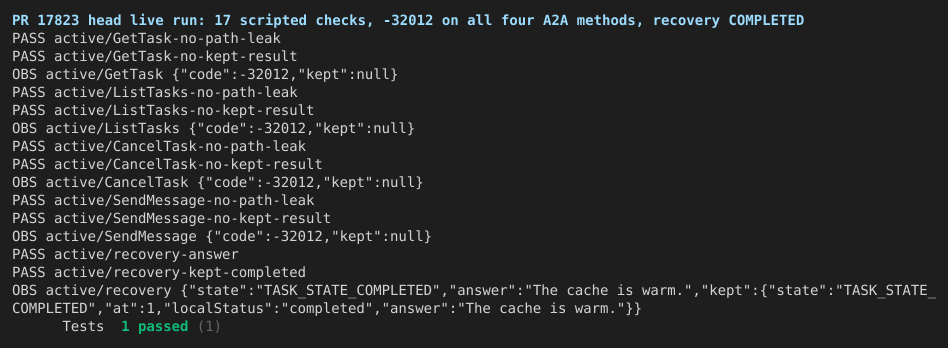 PR 17823 head live run: 17 scripted checks, -32012 on all four A2A methods, recovery COMPLETED
PASS active/GetTask-no-path-leak
PASS active/GetTask-no-kept-result
OBS active/GetTask {"code":-32012,"kept":null}
PASS active/ListTasks-no-path-leak
PASS active/ListTasks-no-kept-result
OBS active/ListTasks {"code":-32012,"kept":null}
PASS active/CancelTask-no-path-leak
PASS active/CancelTask-no-kept-result
OBS active/CancelTask {"code":-32012,"kept":null}
PASS active/SendMessage-no-path-leak
PASS active/SendMessage-no-kept-result
OBS active/SendMessage {"code":-32012,"kept":null}
PASS active/recovery-answer
PASS active/recovery-kept-completed
OBS active/recovery {"state":"TASK_STATE_COMPLETED","answer":"The cache is warm.","kept":{"state":"TASK_STATE_
COMPLETED","at":1,"localStatus":"completed","answer":"The cache is warm."}}
Tests  1 passed (1)